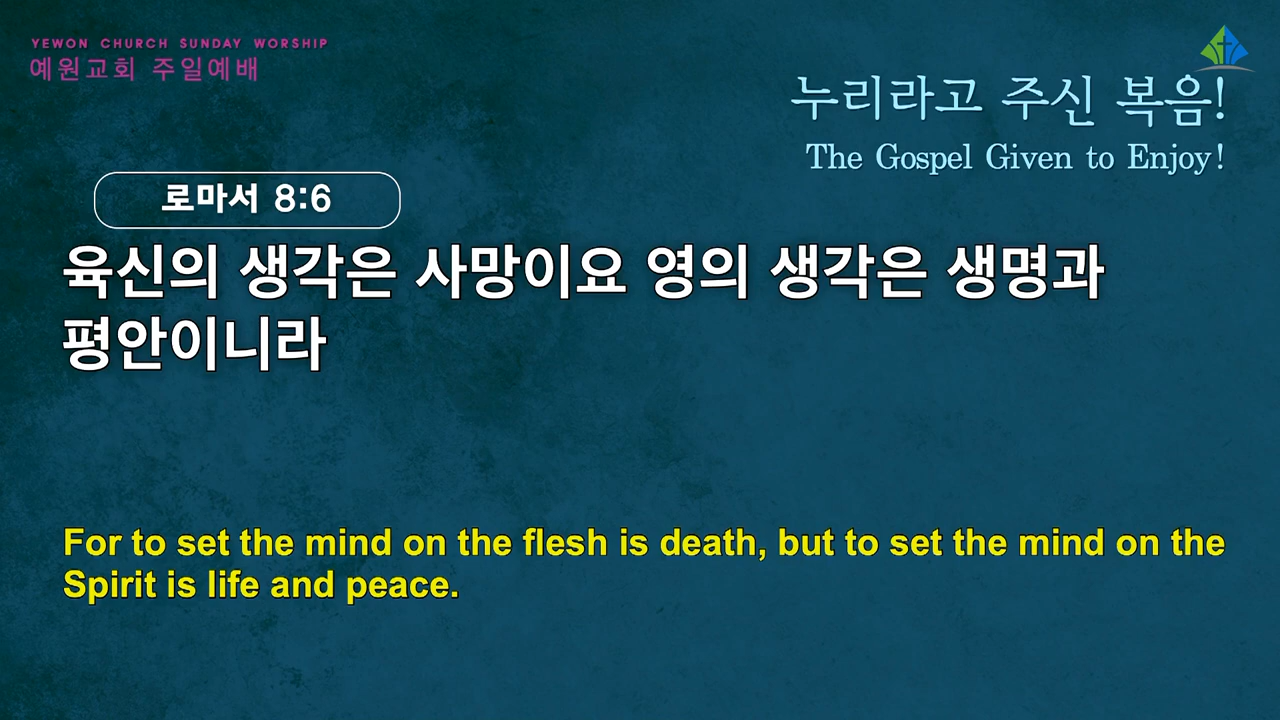 YEWON CHURCH SUNDAY WORSHIP
예원교회 주일예배
누리라고 주신 복음!
The Gospel Given to Enjoy!
로마서 8:6
육신의 생각은 사망이요 영의 생각은 생명과
평안이니라
For to set the mind on the flesh is death, but to set the mind on the
Spirit is life and peace.